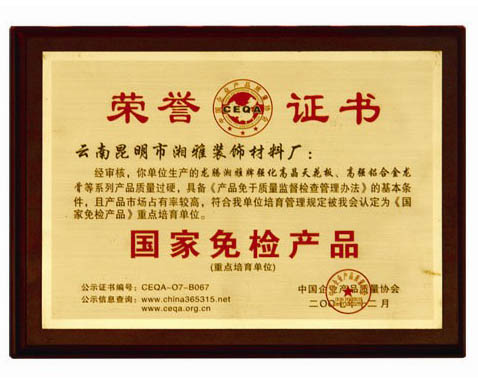 荣誉 CEQA 证书
云南昆明市湘雅装饰材料厂：
经审核，你单位生产的龙腾湘雅牌强化高晶天花板、高强铝合金龙
骨等系列产品质量过硬，具备《产品免于质量监督检查管理办法》的基本条
件，且产品市场占有率较高，符合我单位培育管理规定被我会认定为《国
家免检产品》重点培育单位。
国家免检产品
(重点培育单位)
公示证书编号：CEQA-O7-B067
公示信息查询：www.china365315.net
www.ceqa.org.cn
中国企业产品质量协会
二〇〇七年十二月